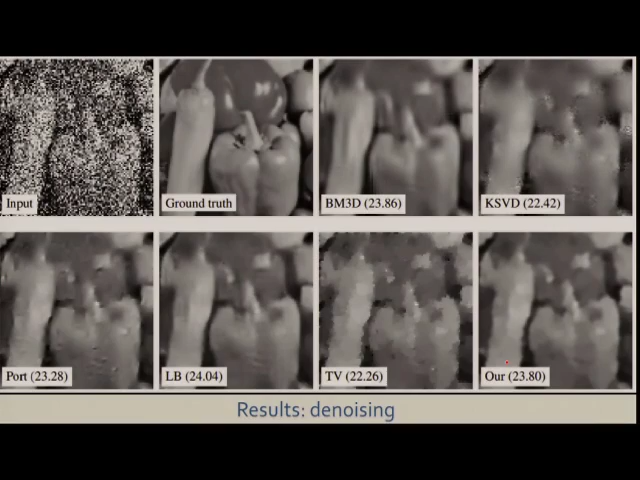 Input
Ground truth
BM3D (23.86)
KSVD (22.42)
Port (23.28)
LB (24.04)
TV (22.26)
Our (23.80)
Results: denoising